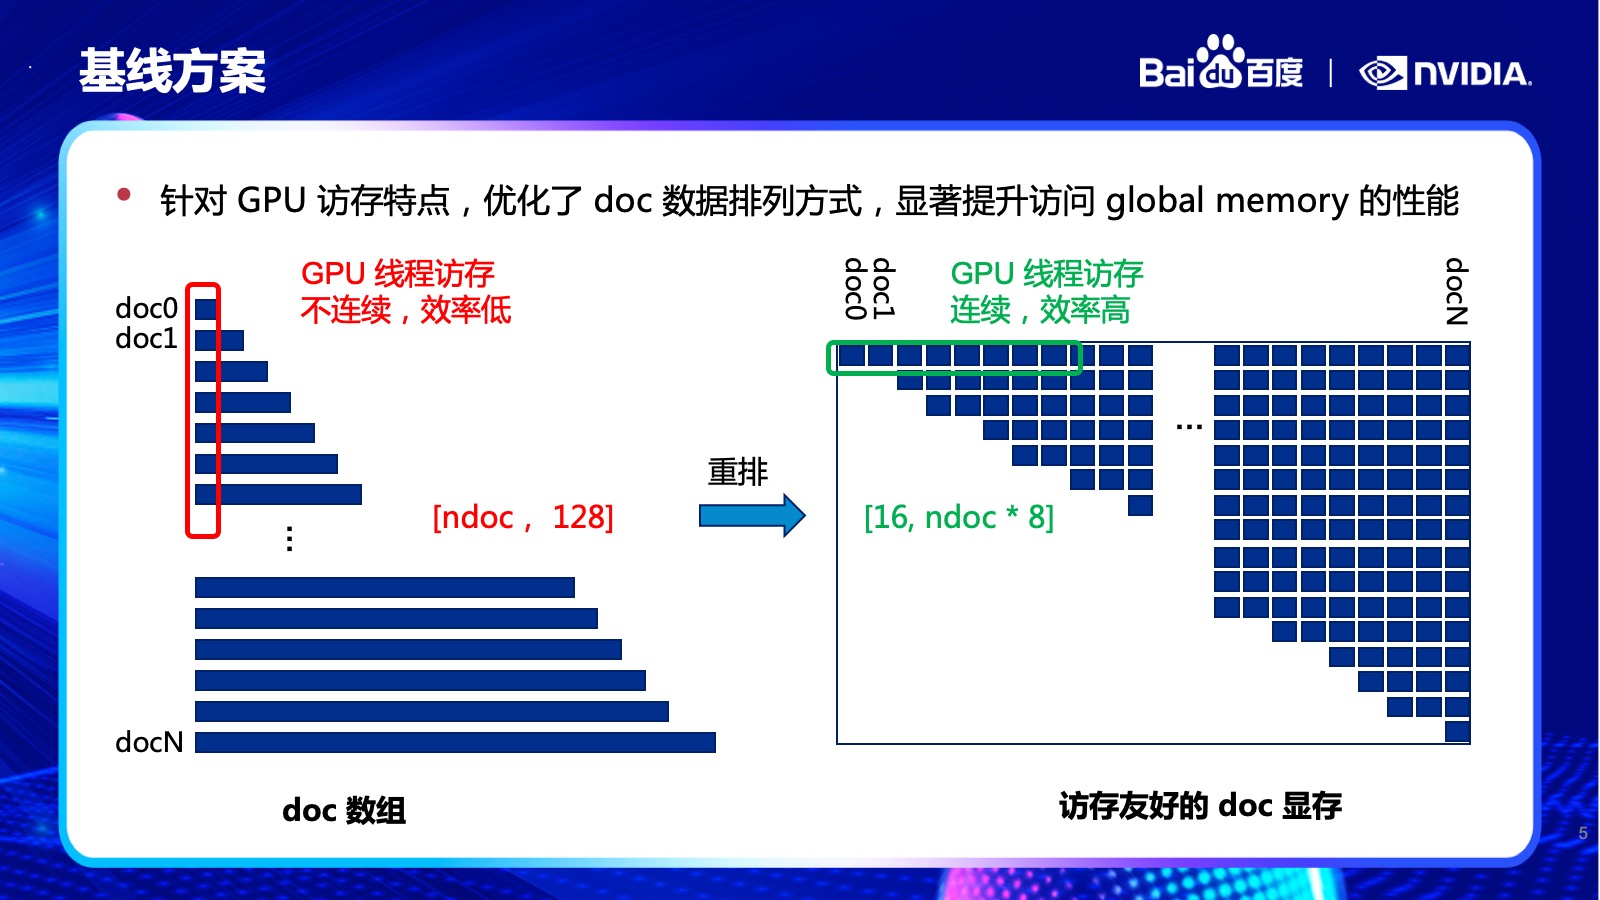 基线方案
Bai du 百度 | NVIDIA.
• 针对 GPU 访存特点，优化了 doc 数据排列方式，显著提升访问 global memory 的性能
GPU 线程访存
不连续，效率低
doc0
doc1
⋮
docN
[ndoc， 128]
doc 数组
重排
doc0
doc1
docN
GPU 线程访存
连续，效率高
...
[16, ndoc * 8]
访存友好的 doc 显存
5